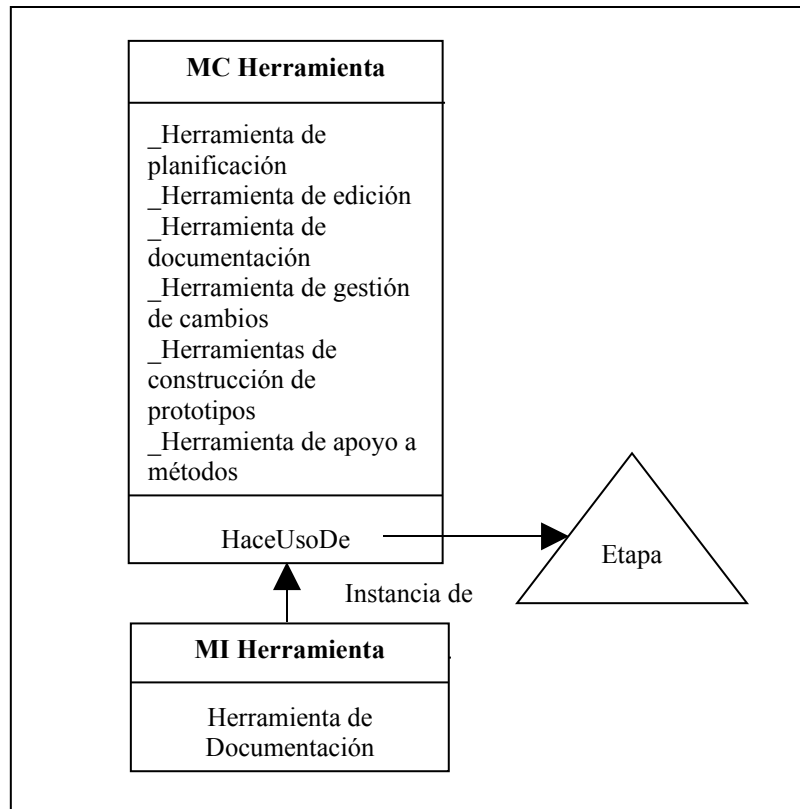 MC Herramienta
_Herramienta de
planificación
_Herramienta de edición
_Herramienta de
documentación
_Herramienta de gestión
de cambios
_Herramientas de
construcción de
prototipos
_Herramienta de apoyo a
métodos
HaceUsoDe
Etapa
Instancia de
MI Herramienta
Herramienta de
Documentación